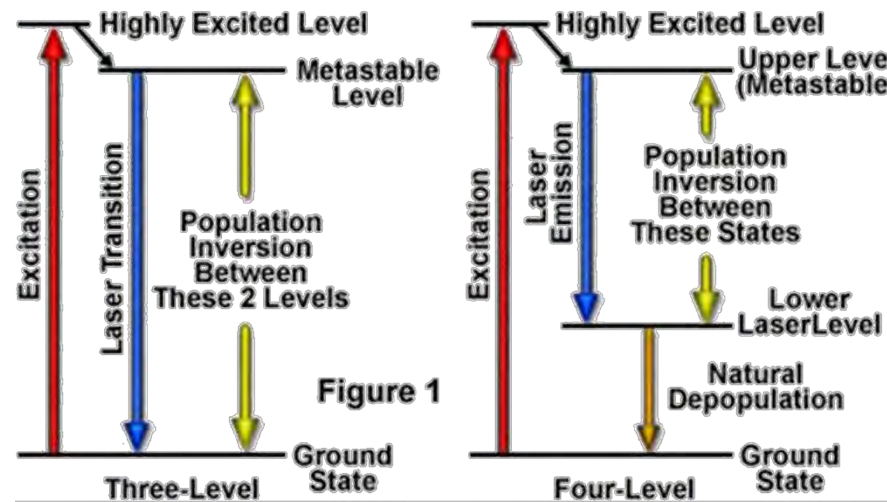 Highly Excited Level
Metastable
Level
Excitation
Laser Transition
Population
Inversion
Between
These 2 Levels
Figure 1
Ground
State
Three-Level
Highly Excited Level
Upper Leve
(Metastable
Excitation
Laser
Emission
Population
Inversion
Between
These States
Lower
LaserLevel
Natural
Depopulation
Ground
State
Four-Level